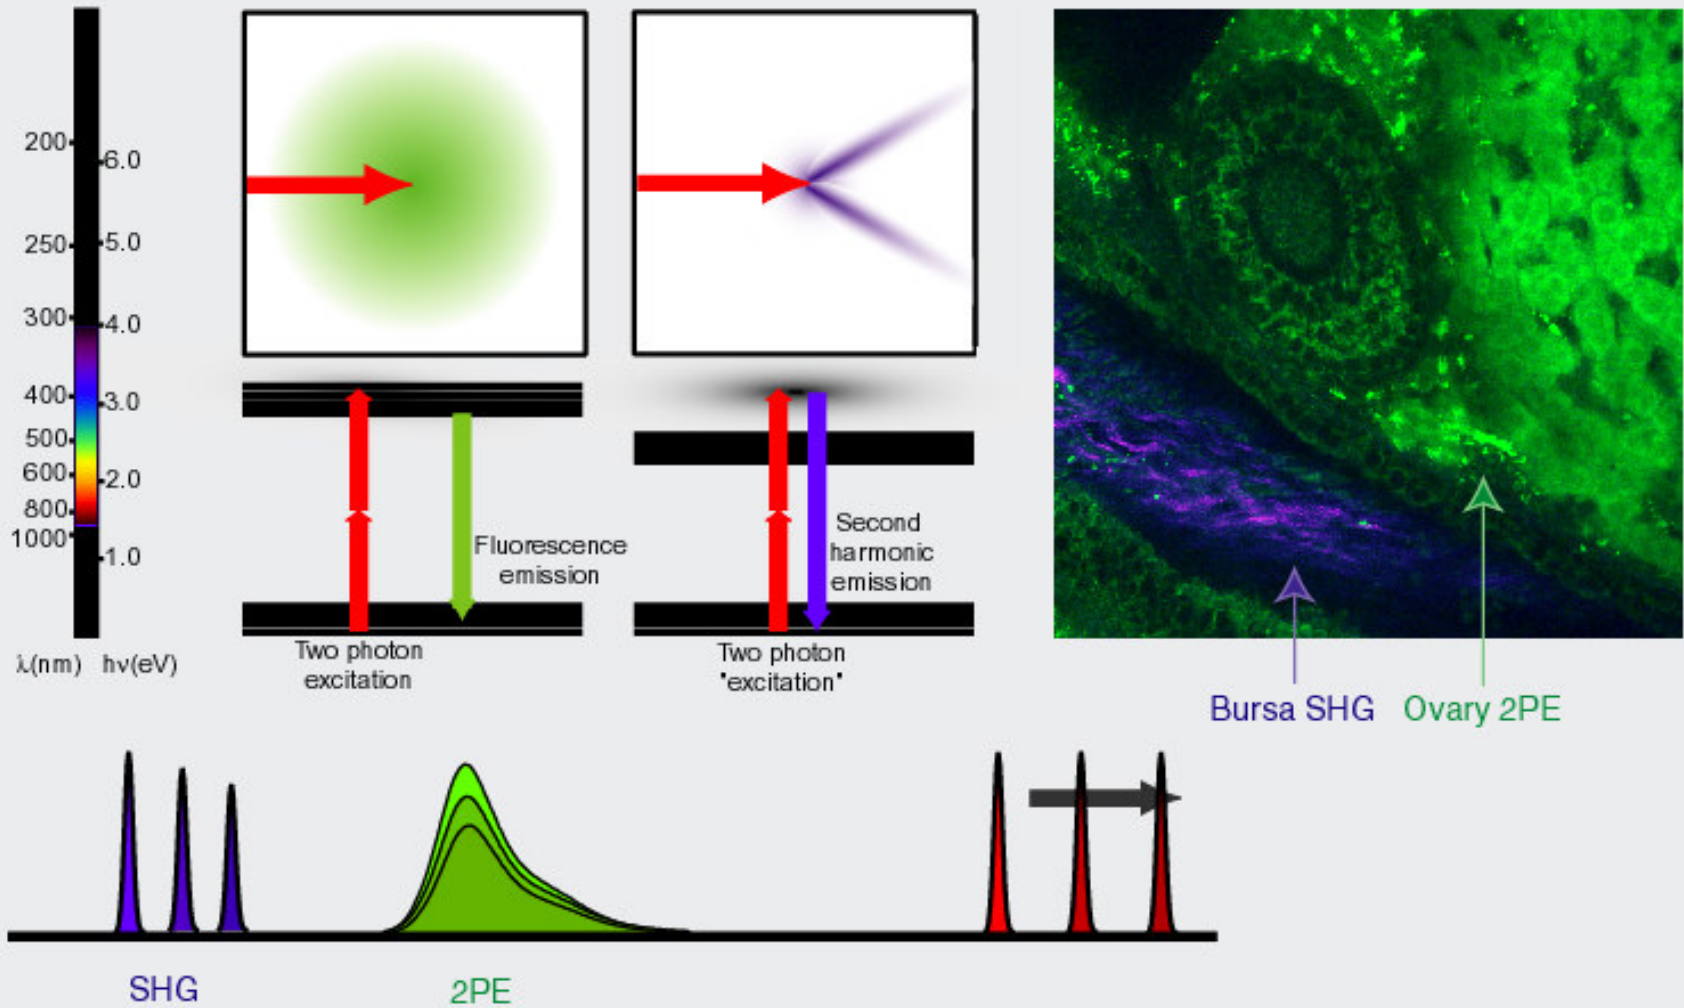 200
250
300
400
500
600
800
1000
6.0
5.0
4.0
3.0
2.0
1.0
λ(nm) hν(eV)
Fluorescence
emission
Two photon
excitation
Second
harmonic
emission
Two photon
"excitation"
Bursa SHG Ovary 2PE
SHG 2PE